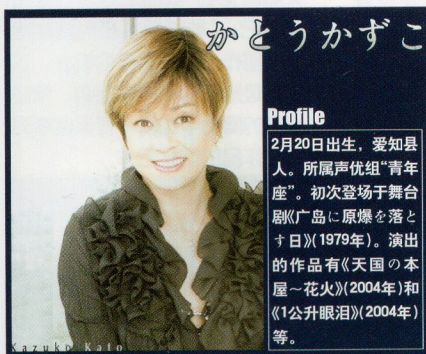 かとうかずこ
Profile
2月20日出生，爱知县
人。所属声优组“青年
座”。初次登场于舞台
剧《广岛に原爆を落と
す日》(1979年)。演出
的作品有《天国の本
屋～花火》(2004年)和
《1公升眼泪》(2004年)
等。
Kazuko Kato